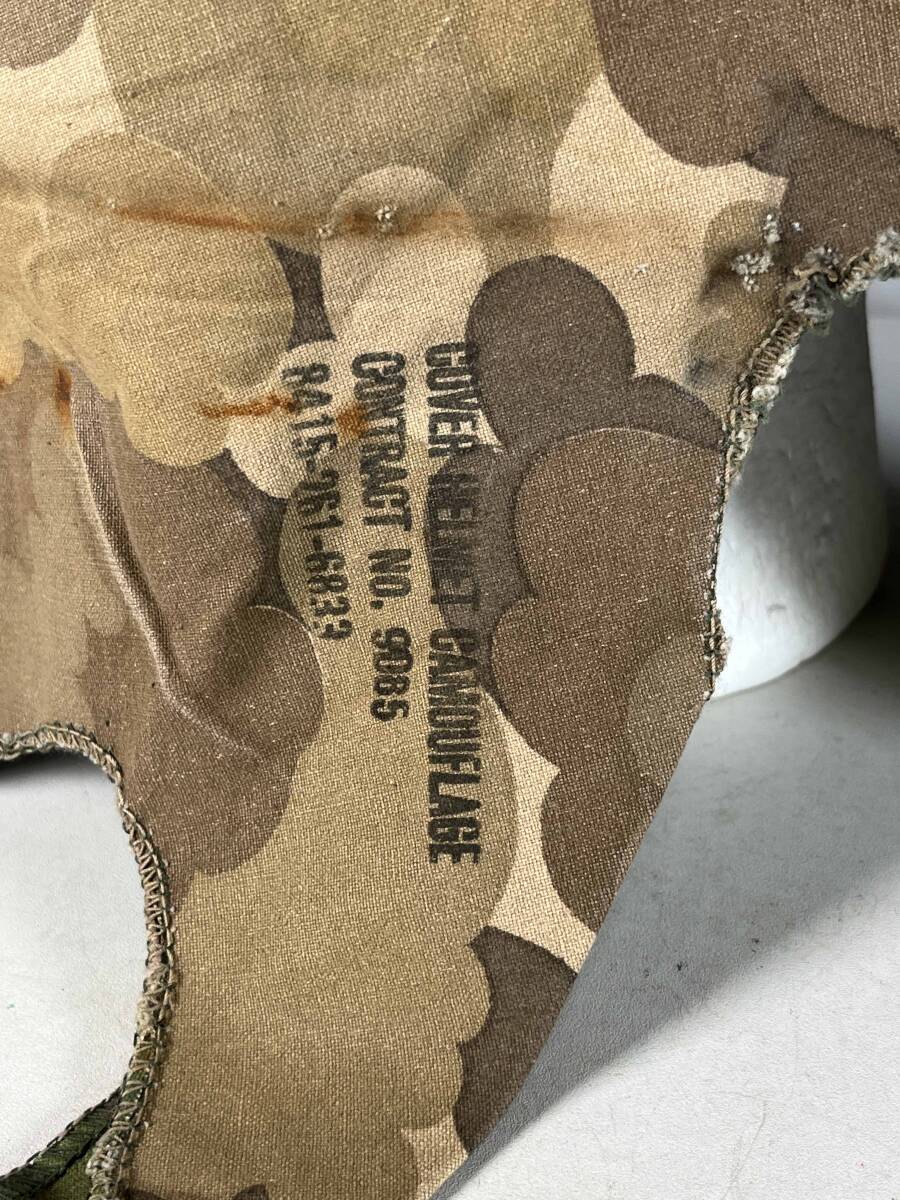 COVER HELMET CAMOUFLAGE
CONTRACT NO. 9085
8415-261-6833